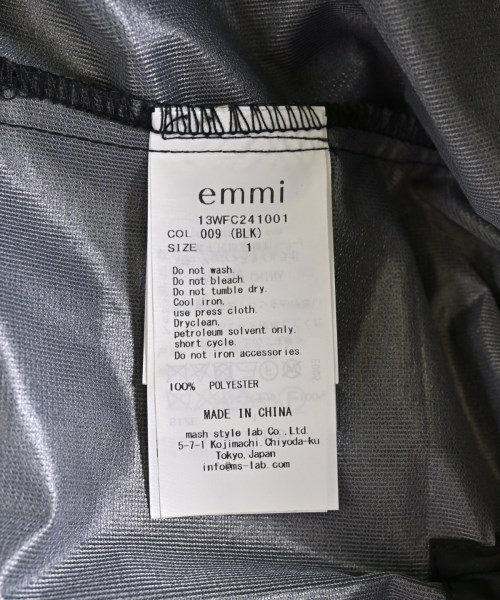 emmi
13WFC241001
COL 009 (BLK)
SIZE 1
Do not wash.
Do not bleach.
Do not tumble dry.
Cool iron,
use press cloth.
Dryclean,
petroleum solvent only,
short cycle.
Do not iron accessories.
100% POLYESTER
MADE IN CHINA
mash style lab Co., Ltd.
5-7-1 Kojimachi, Chiyoda-ku
Tokyo, Japan
info@ms-lab.com